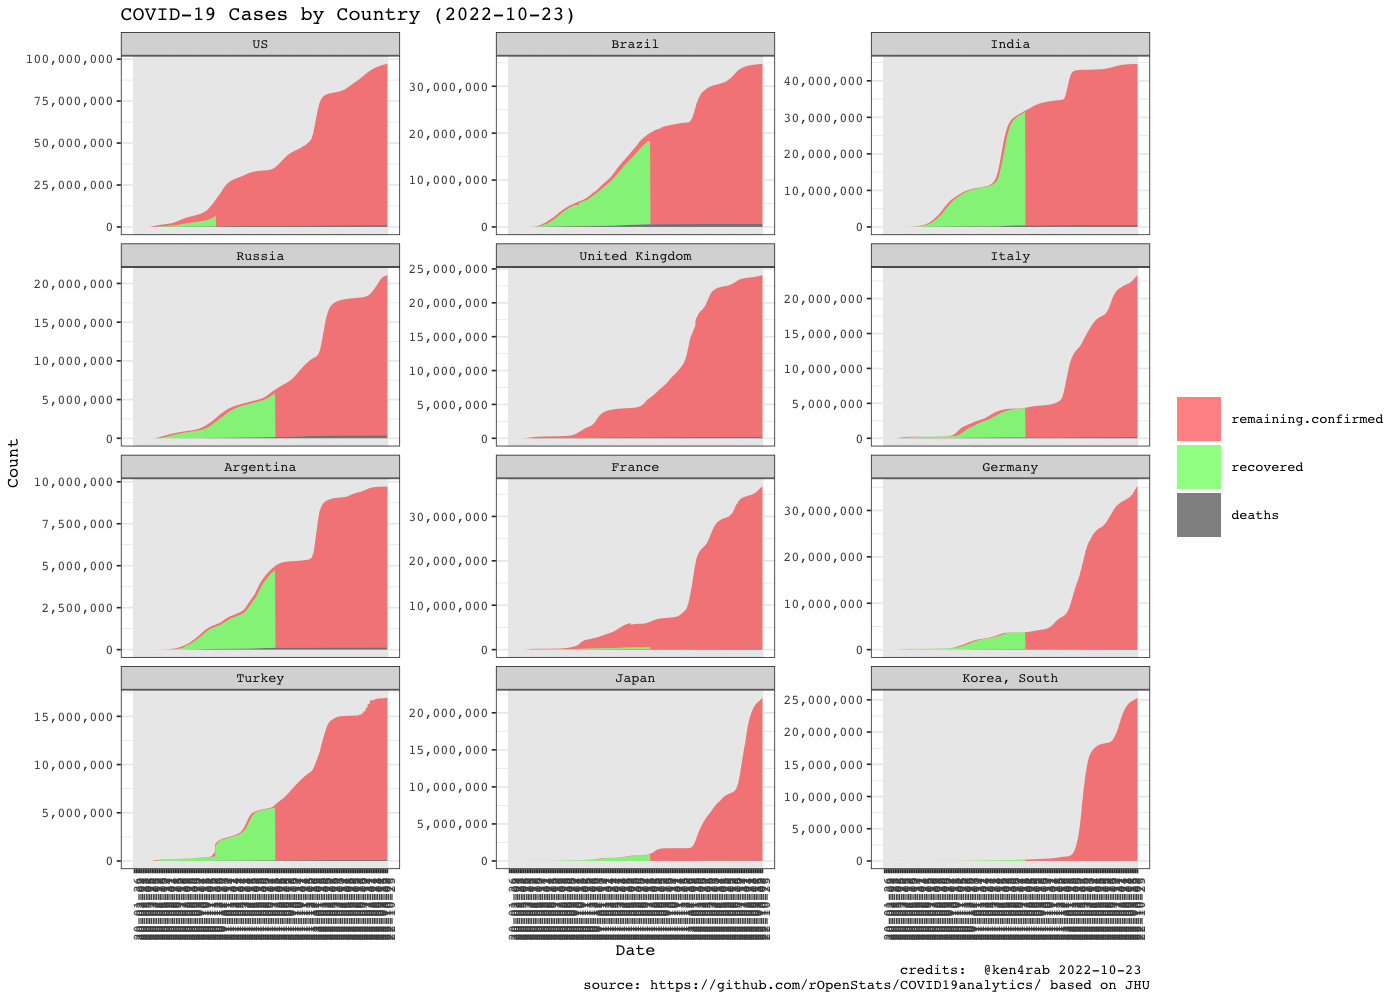 COVID-19 Cases by Country (2022-10-23)
US
Brazil
India
100,000,000
75,000,000
50,000,000
25,000,000
0
30,000,000
20,000,000
10,000,000
0
40,000,000
30,000,000
20,000,000
10,000,000
0
Russia
United Kingdom
Italy
20,000,000
15,000,000
10,000,000
5,000,000
0
25,000,000
20,000,000
15,000,000
10,000,000
5,000,000
0
20,000,000
15,000,000
10,000,000
5,000,000
0
Argentina
France
Germany
10,000,000
7,500,000
5,000,000
2,500,000
0
30,000,000
20,000,000
10,000,000
0
30,000,000
20,000,000
10,000,000
0
Turkey
Japan
Korea, South
15,000,000
10,000,000
5,000,000
0
20,000,000
15,000,000
10,000,000
5,000,000
0
25,000,000
20,000,000
15,000,000
10,000,000
5,000,000
0
Count
Date
remaining.confirmed
recovered
deaths
credits:  @ken4rab 2022-10-23
source: https://github.com/rOpenStats/COVID19analytics/ based on JHU